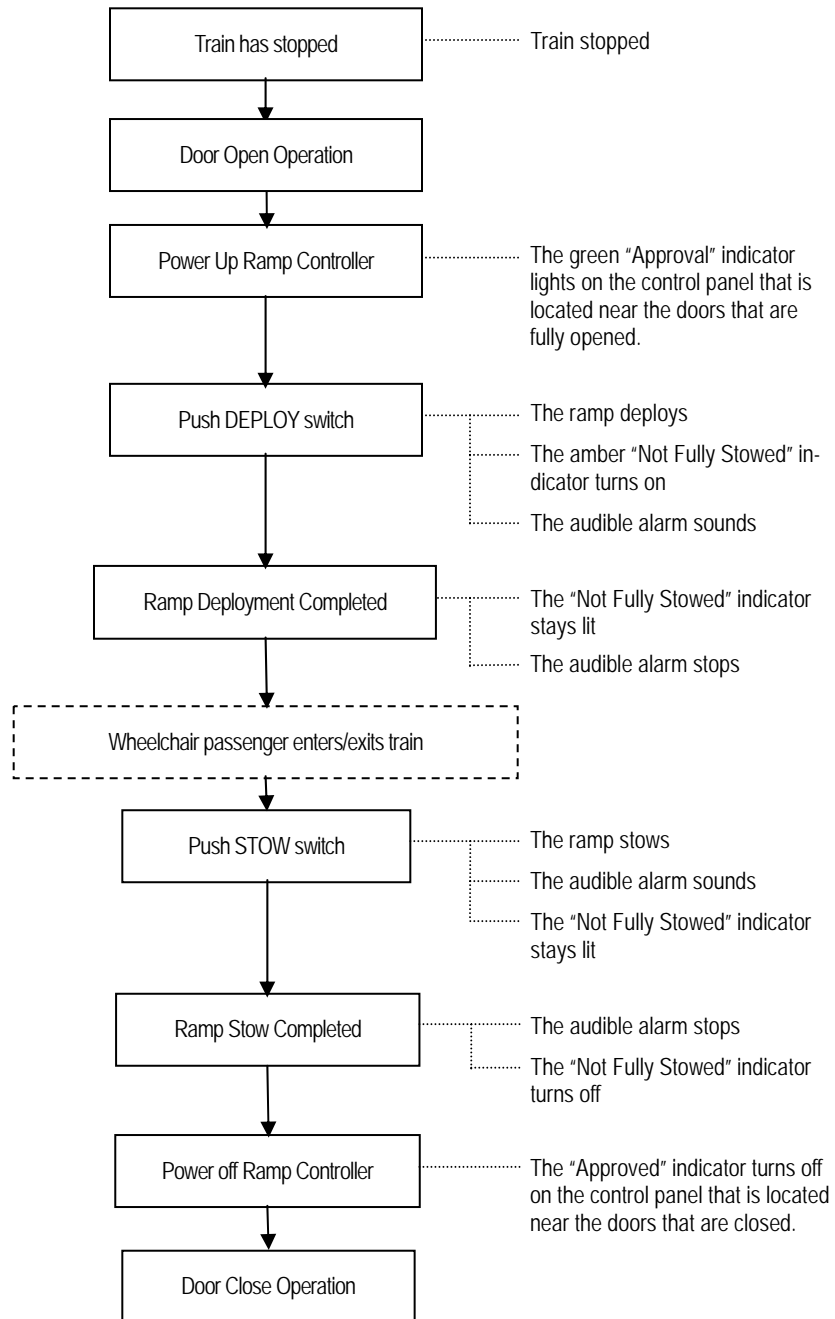 Train has stopped
Train stopped
Door Open Operation
Power Up Ramp Controller
The green “Approval” indicator
lights on the control panel that is
located near the doors that are
fully opened.
Push DEPLOY switch
The ramp deploys
The amber “Not Fully Stowed” in-
dicator turns on
The audible alarm sounds
Ramp Deployment Completed
The “Not Fully Stowed” indicator
stays lit
The audible alarm stops
Wheelchair passenger enters/exits train
Push STOW switch
The ramp stows
The audible alarm sounds
The “Not Fully Stowed” indicator
stays lit
Ramp Stow Completed
The audible alarm stops
The “Not Fully Stowed” indicator
turns off
Power off Ramp Controller
The “Approved” indicator turns off
on the control panel that is located
near the doors that are closed.
Door Close Operation